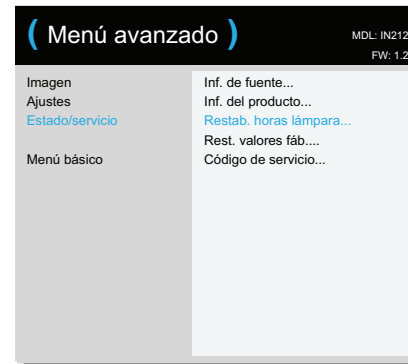 ( Menú avanzado )
MDL: IN212
FW: 1.2
Imagen
Ajustes
Estado/servicio
Menú básico
Inf. de fuente...
Inf. del producto...
Restab. horas lámpara...
Rest. valores fáb....
Código de servicio...